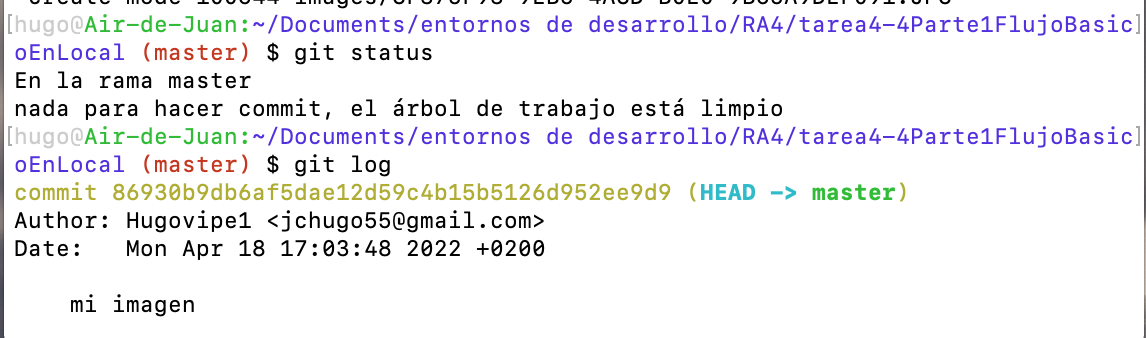 [hugo@Air-de-Juan:~/Documents/entornos de desarrollo/RA4/tarea4-4Parte1FlujoBasic]
oEnLocal (master) $ git status
En la rama master
nada para hacer commit, el árbol de trabajo está limpio
[hugo@Air-de-Juan:~/Documents/entornos de desarrollo/RA4/tarea4-4Parte1FlujoBasic]
oEnLocal (master) $ git log
commit 86930b9db6af5dae12d59c4b15b5126d952ee9d9 (HEAD -> master)
Author: Hugovipe1 <jchugo55@gmail.com>
Date:   Mon Apr 18 17:03:48 2022 +0200
mi imagen